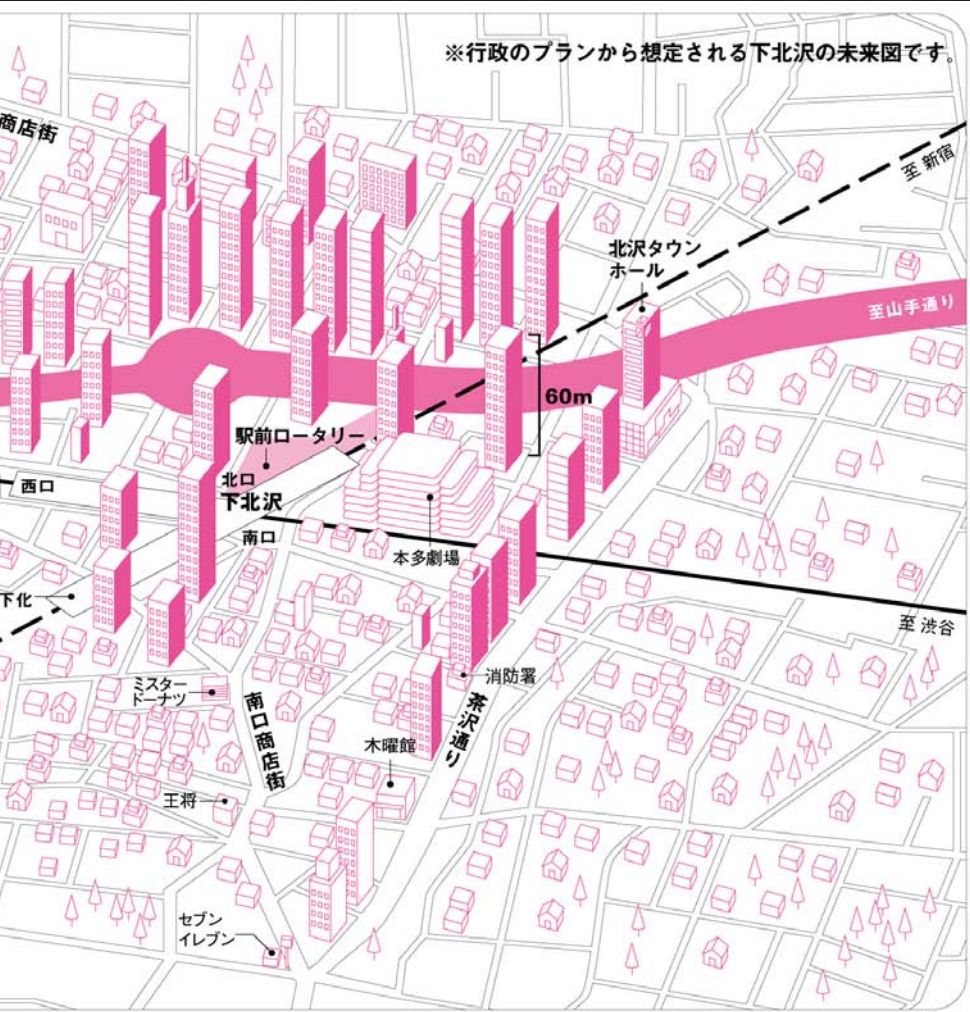 ※行政のプランから想定される下北沢の未来図です。
商店街
至 新宿
北沢タウン
ホール
至山手通り
60m
駅前ロータリー
北口
西口
下北沢
南口
本多劇場
下化
至 渋谷
消防署
ミスター
ドーナツ
南口商店街
茶沢通り
木曜館
王将
セブン
イレブン